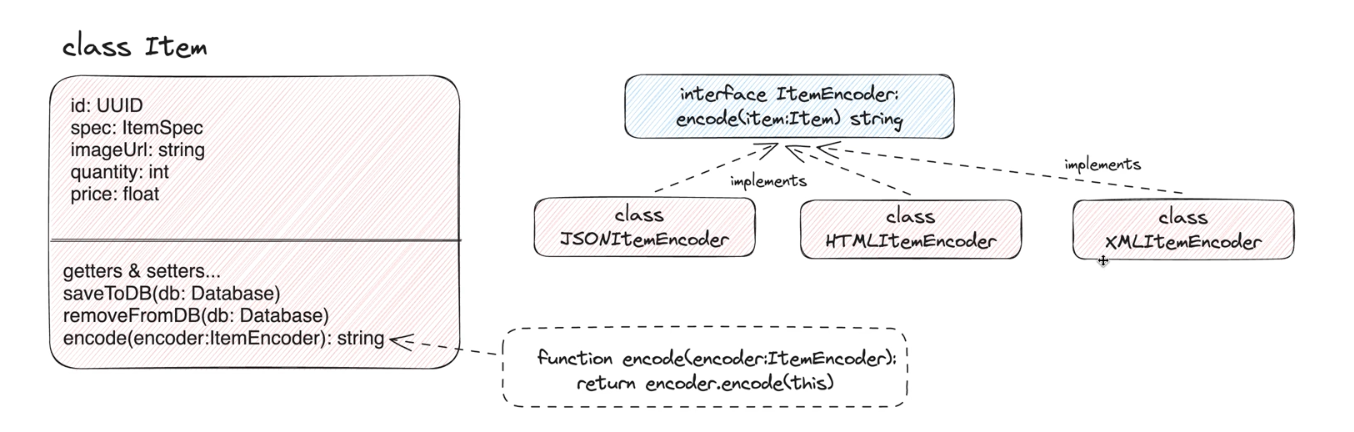 class Item
id: UUID
spec: ItemSpec
imageUrl: string
quantity: int
price: float
getters & setters...
saveToDB(db: Database)
removeFromDB(db: Database)
encode(encoder:ItemEncoder): string
interface ItemEncoder:
encode(item:Item) string
implements
implements
class
JSONItemEncoder
class
HTMLItemEncoder
class
XMLItemEncoder
function encode(encoder:ItemEncoder):
return encoder.encode(this)